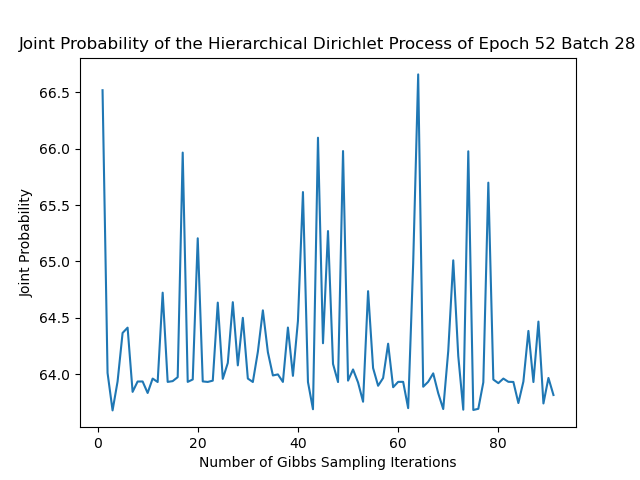 Joint Probability of the Hierarchical Dirichlet Process of Epoch 52 Batch 28
66.5
66.0
65.5
65.0
64.5
64.0
Joint Probability
0 20 40 60 80
Number of Gibbs Sampling Iterations